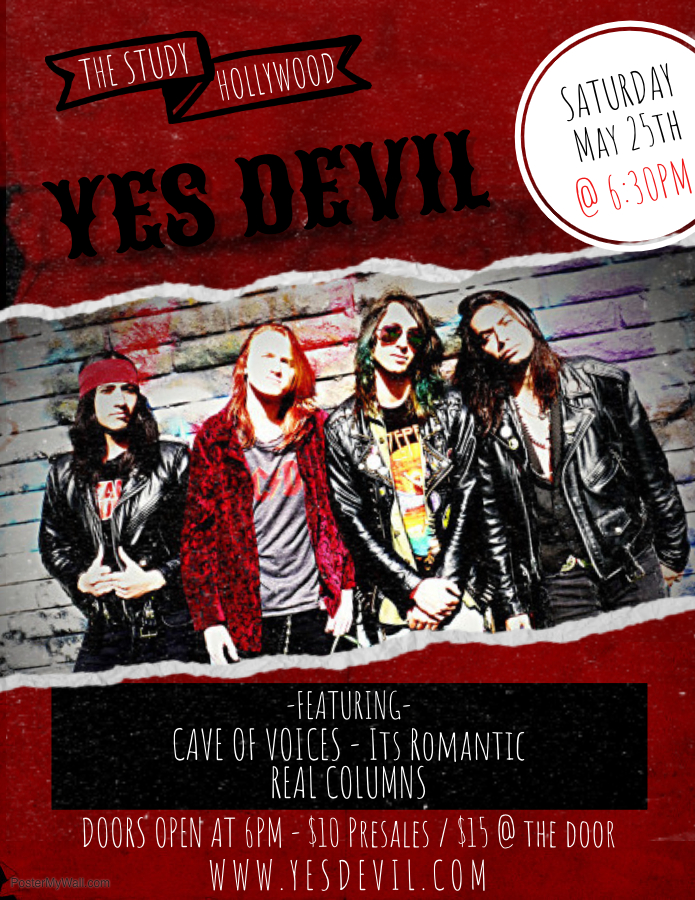 THE STUDY
HOLLYWOOD
SATURDAY
MAY 25TH
@ 6:30PM
YES DEVIL
ZEPPE
-FEATURING-
CAVE OF VOICES - Its Romantic
REAL COLUMNS
DOORS OPEN AT 6PM - $10 Presales / $15 @ the door
WWW.YESDEVIL.COM
PosterMyWall.com